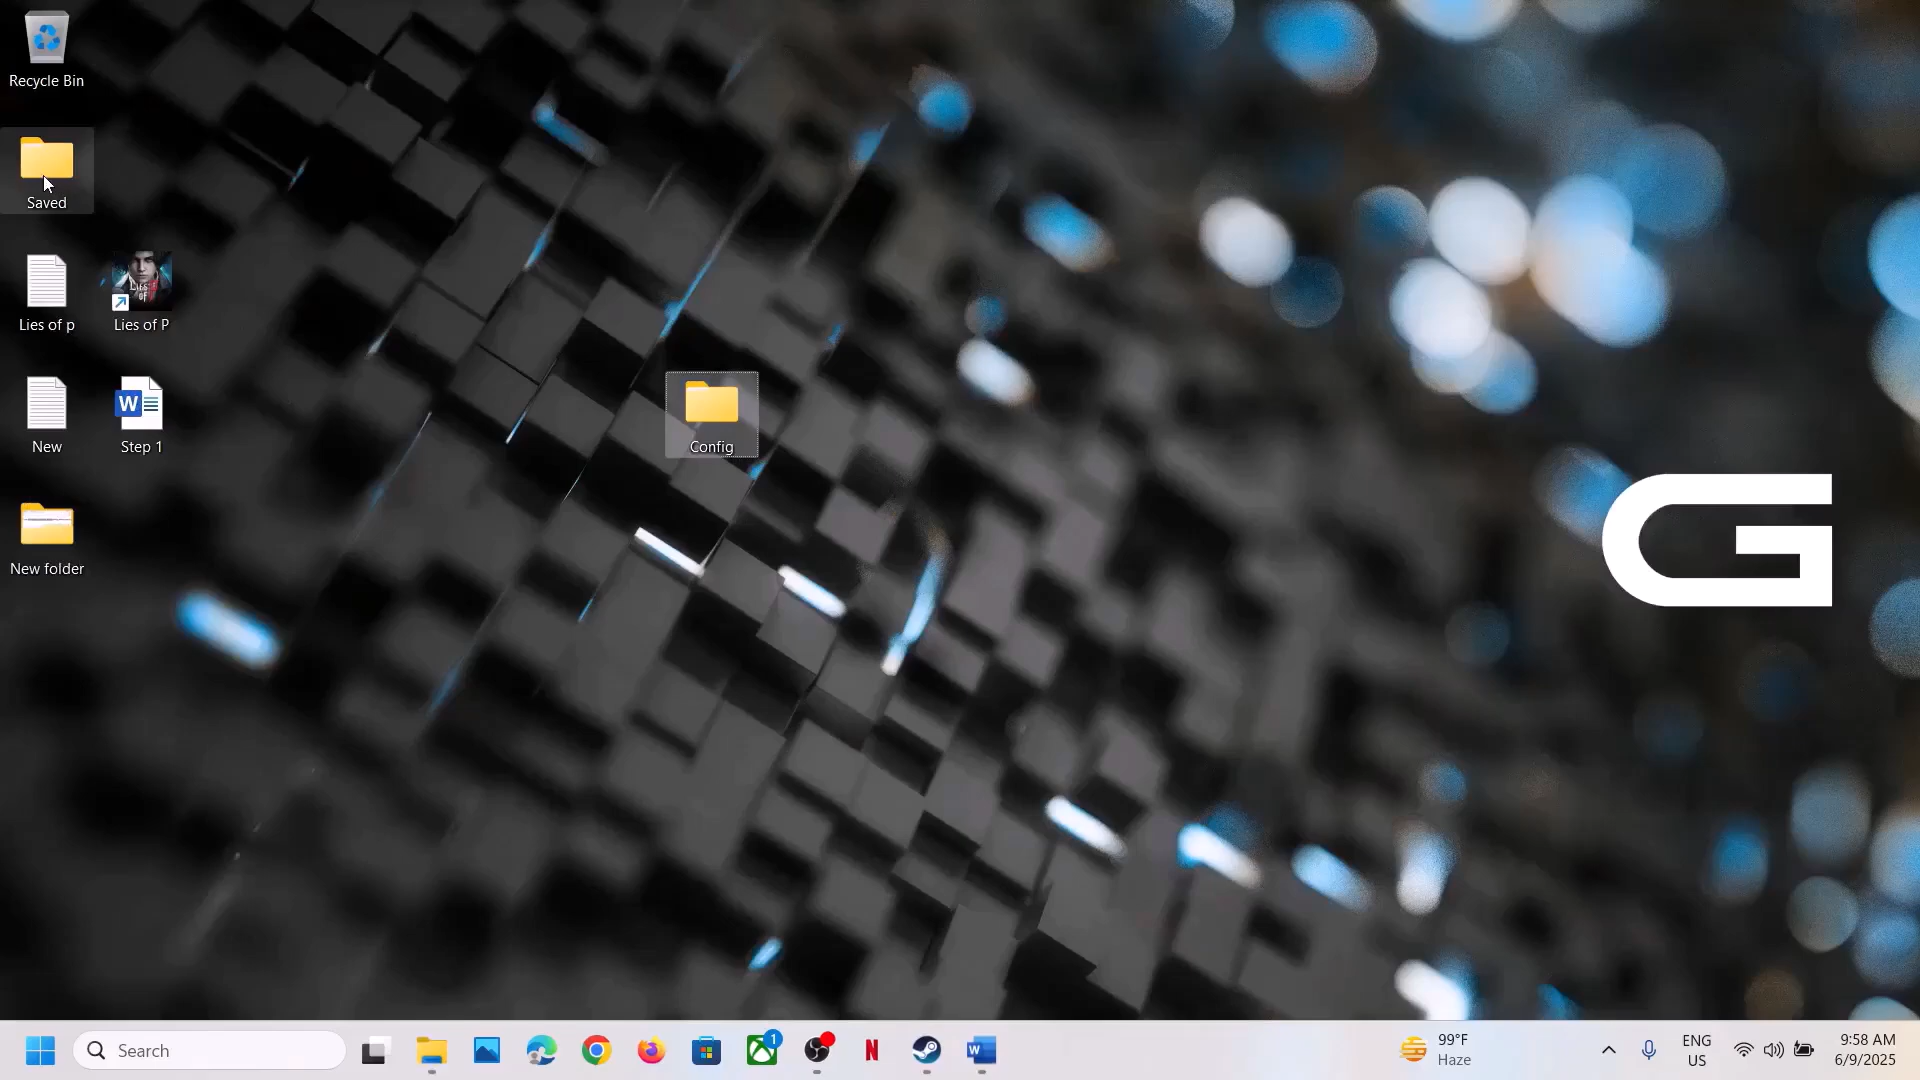 Recycle Bin
Saved
Lies of p
Lies of P
New
Step 1
New folder
Config
G
Search
1
99°F
Haze
ENG
US
9:58 AM
6/9/2025